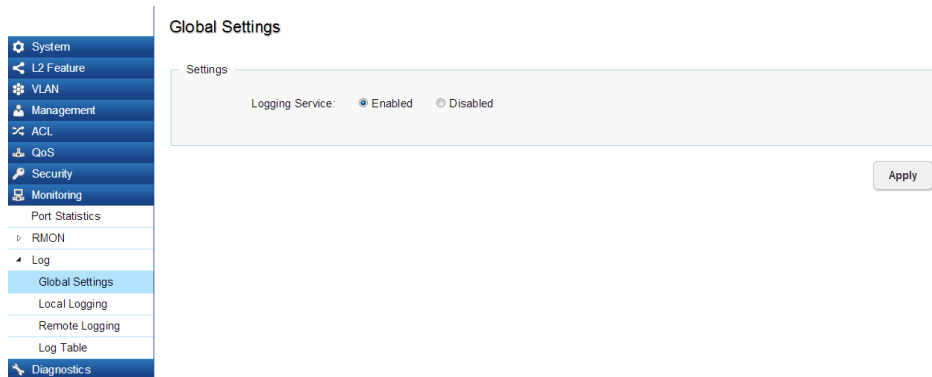 Global Settings
System
L2 Feature
VLAN
Management
ACL
QoS
Security
Monitoring
Port Statistics
RMON
Log
Global Settings
Local Logging
Remote Logging
Log Table
Diagnostics
Settings
Logging Service: Enabled Disabled
Apply